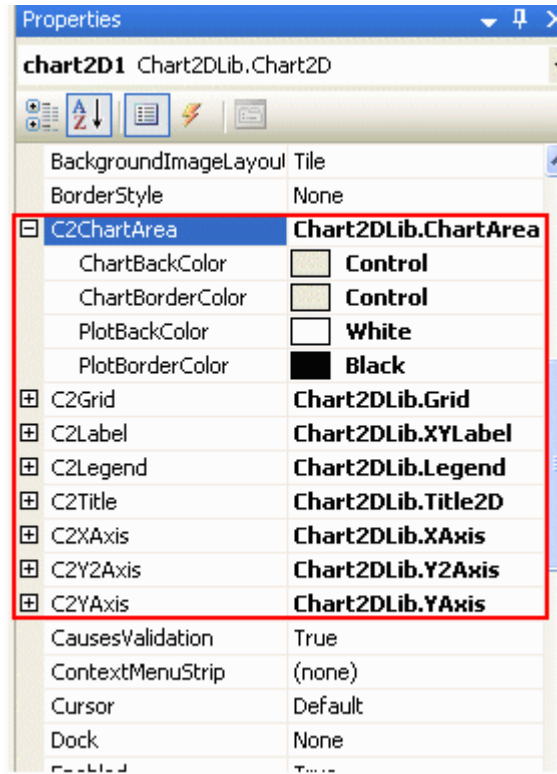 Properties
chart2D1 Chart2DLib.Chart2D
BackgroundImageLayou Tile
BorderStyle None
C2ChartArea Chart2DLib.ChartArea
ChartBackColor Control
ChartBorderColor Control
PlotBackColor White
PlotBorderColor Black
C2Grid Chart2DLib.Grid
C2Label Chart2DLib.XYLabel
C2Legend Chart2DLib.Legend
C2Title Chart2DLib.Title2D
C2XAxis Chart2DLib.XAxis
C2Y2Axis Chart2DLib.Y2Axis
C2YAxis Chart2DLib.YAxis
CausesValidation True
ContextMenuStrip (none)
Cursor Default
Dock None